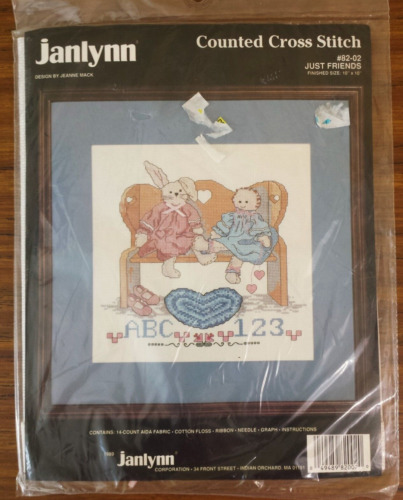 janlynn
DESIGN BY JEANNE MACK
Counted Cross Stitch
#82-02
JUST FRIENDS
FINISHED SIZE: 10" x 10"
ABC 123
CONTAINS: 14-COUNT AIDA FABRIC • COTTON FLOSS • RIBBON • NEEDLE • GRAPH • INSTRUCTIONS
Janlynn
CORPORATION • 34 FRONT STREET • INDIAN ORCHARD, MA 01151